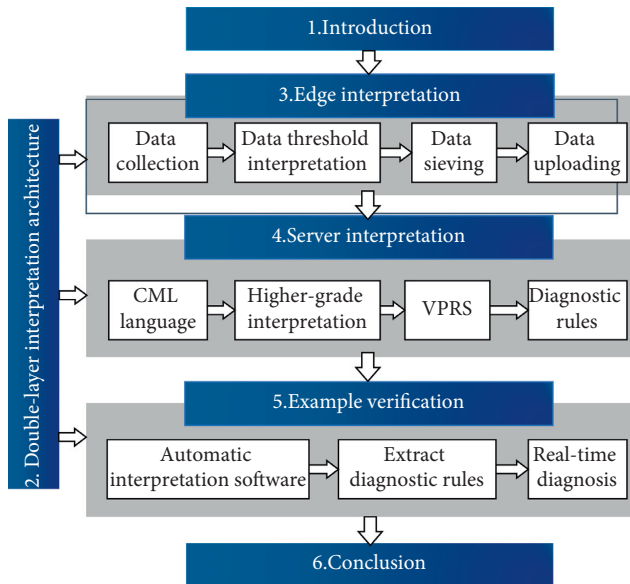 1.Introduction
3.Edge interpretation
Data
collection
Data threshold
interpretation
Data
sieving
Data
uploading
2. Double-layer interpretation architecture
4.Server interpretation
CML
language
Higher-grade
interpretation
VPRS
Diagnostic
rules
5.Example verification
Automatic
interpretation software
Extract
diagnostic rules
Real-time
diagnosis
6.Conclusion